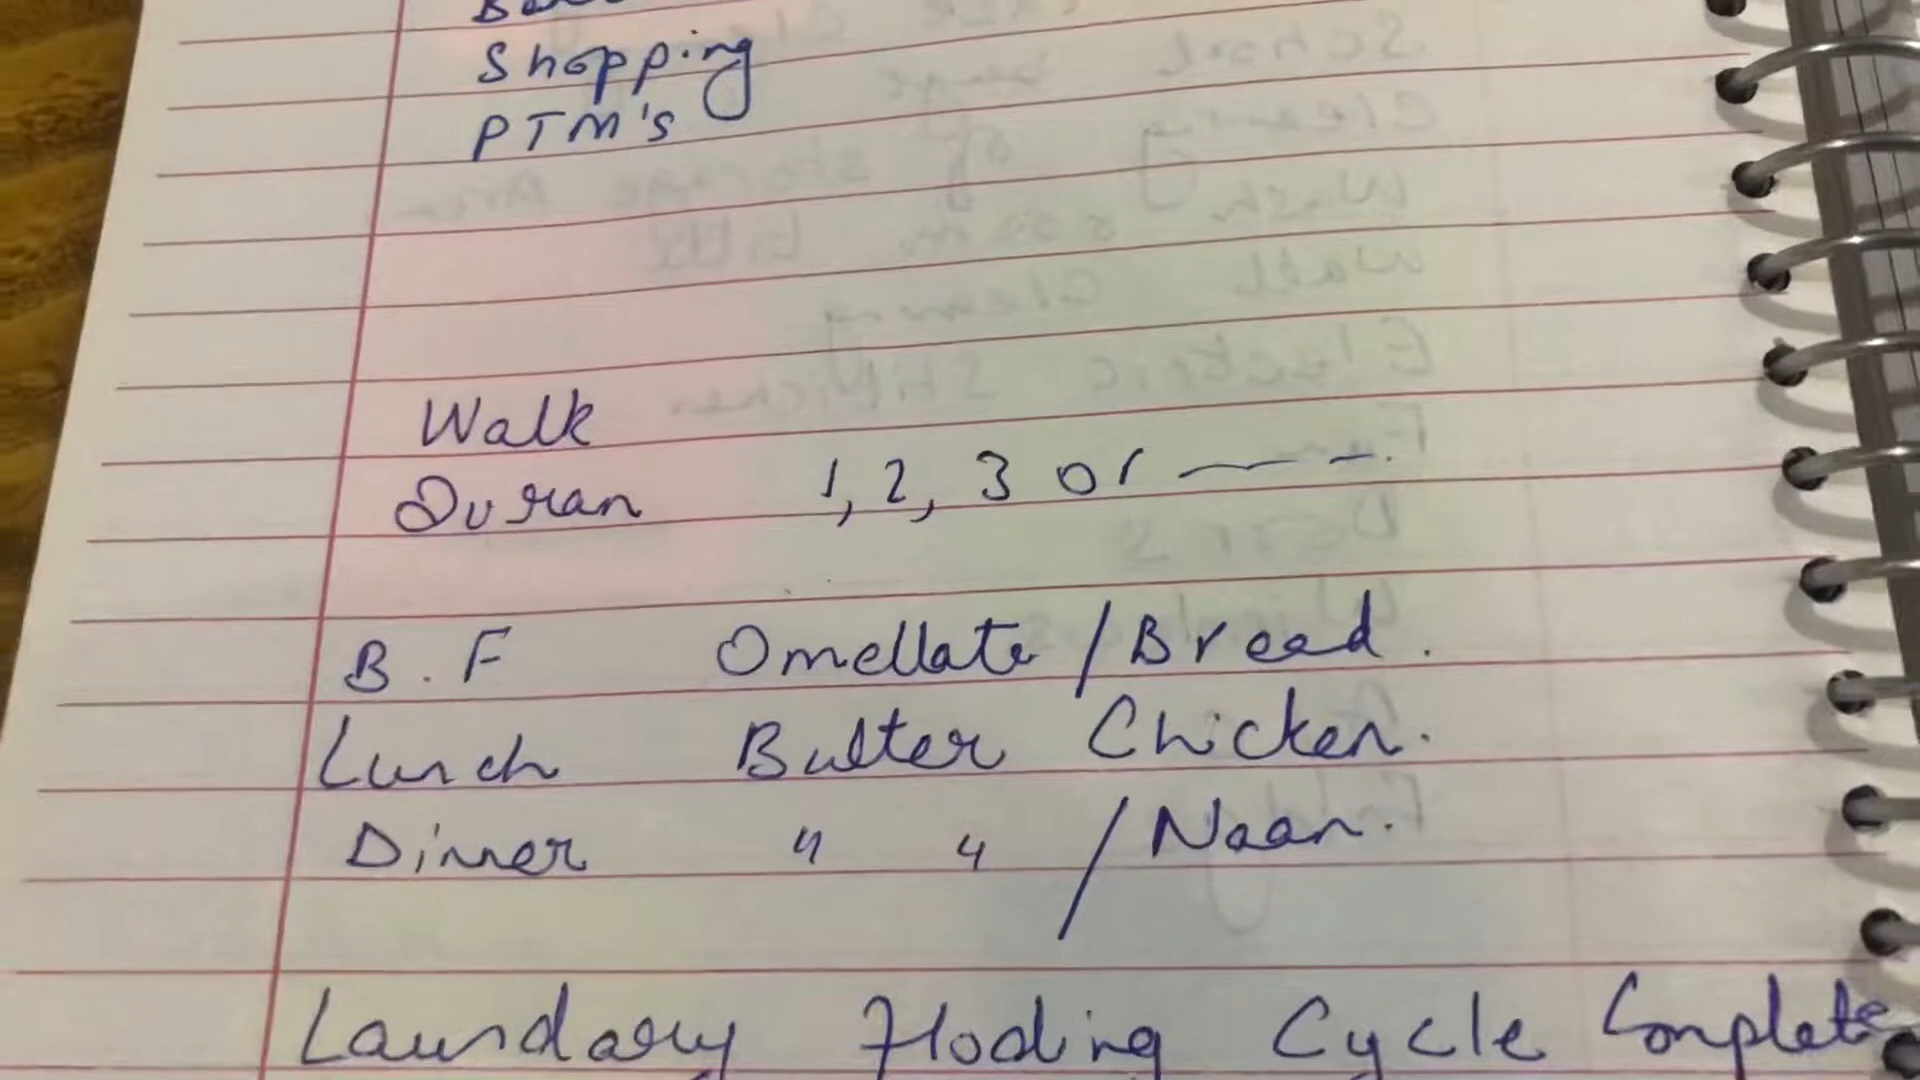 Shopping
PTM's
Walk
Quran 1, 2, 3 or — —.
B.F Omellate / Bread.
Lunch Butter Chicken.
Dinner " " / Naan.
Laundary Floding Cycle Complete